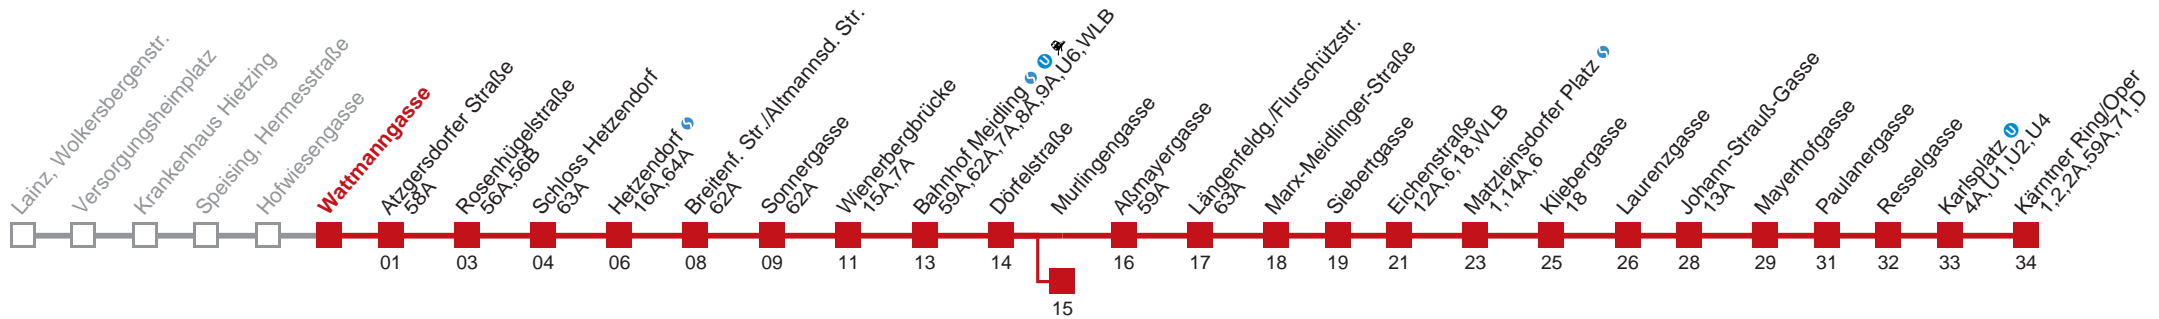 Lainz, Wolkersbergenstr.
Versorgungsheimplatz
Krankenhaus Hietzing
Speising, Hermesstraße
Hofwiesengasse
Wattmanngasse
Atzgersdorfer Straße
58A
Rosenhügelstraße
56A,56B
Schloss Hetzendorf
63A
Hetzendorf
16A,64A
Breitenf. Str./Altmannsd. Str.
62A
Sonnergasse
62A
Wienerbergbrücke
15A,7A
Bahnhof Meidling U
59A,62A,7A,8A,9A,U6,WLB
Dörfelstraße
Murlingengasse
Aßmayergasse
59A
Längenfeldg./Flurschützstr.
63A
Marx-Meidlinger-Straße
Siebertgasse
Eichenstraße
12A,6,18,WLB
Matzleinsdorfer Platz
1,14A,6
Kliebergasse
18
Laurenzgasse
Johann-Strauß-Gasse
13A
Mayerhofgasse
Paulanergasse
Resselgasse
Karlsplatz U
4A,U1,U2,U4
Kärntner Ring/Oper
1,2,2A,59A,71,D
01 03 04 06 08 09 11 13 14 16 17 18 19 21 23 25 26 28 29 31 32 33 34
15